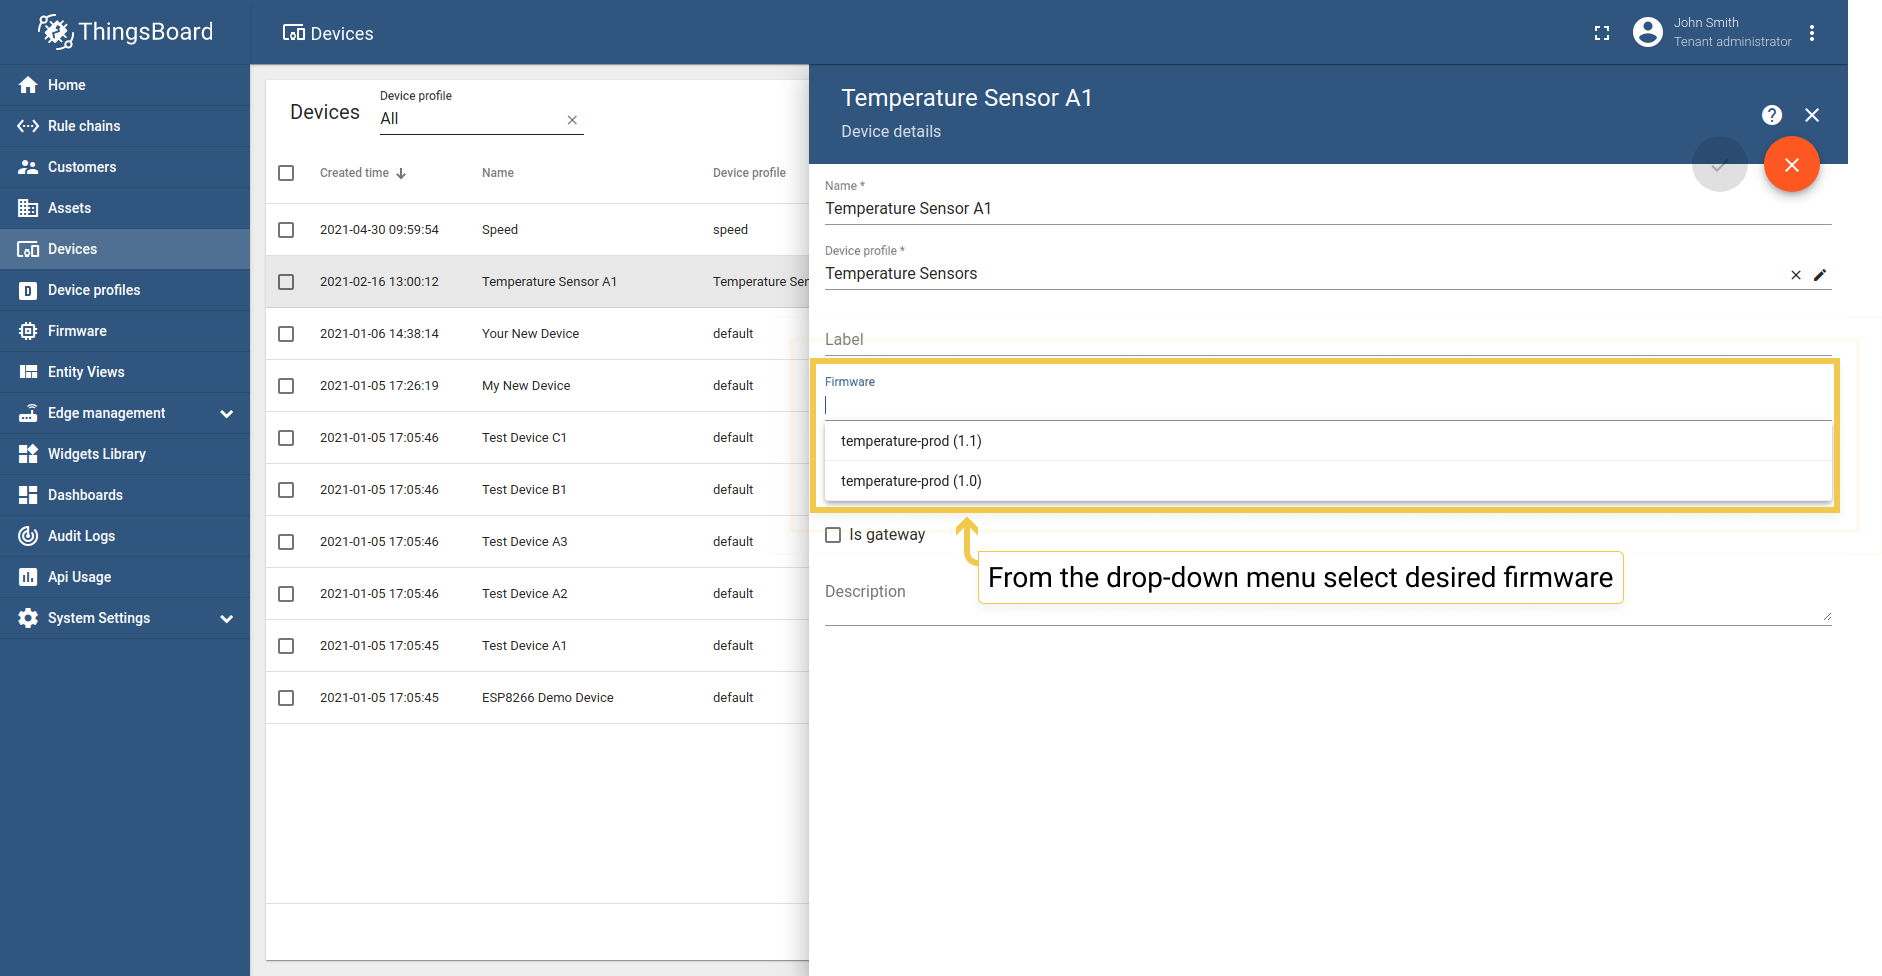 ThingsBoard
Devices
John Smith
Tenant administrator
Home
Rule chains
Customers
Assets
Devices
Device profiles
Firmware
Entity Views
Edge management
Widgets Library
Dashboards
Audit Logs
Api Usage
System Settings
Devices
Device profile
All
Created time Name Device profile
2021-04-30 09:59:54 Speed speed
2021-02-16 13:00:12 Temperature Sensor A1 Temperature Sen
2021-01-06 14:38:14 Your New Device default
2021-01-05 17:26:19 My New Device default
2021-01-05 17:05:46 Test Device C1 default
2021-01-05 17:05:46 Test Device B1 default
2021-01-05 17:05:46 Test Device A3 default
2021-01-05 17:05:46 Test Device A2 default
2021-01-05 17:05:45 Test Device A1 default
2021-01-05 17:05:45 ESP8266 Demo Device default
Temperature Sensor A1
Device details
Name *
Temperature Sensor A1
Device profile *
Temperature Sensors
Label
Firmware
temperature-prod (1.1)
temperature-prod (1.0)
Is gateway
From the drop-down menu select desired firmware
Description